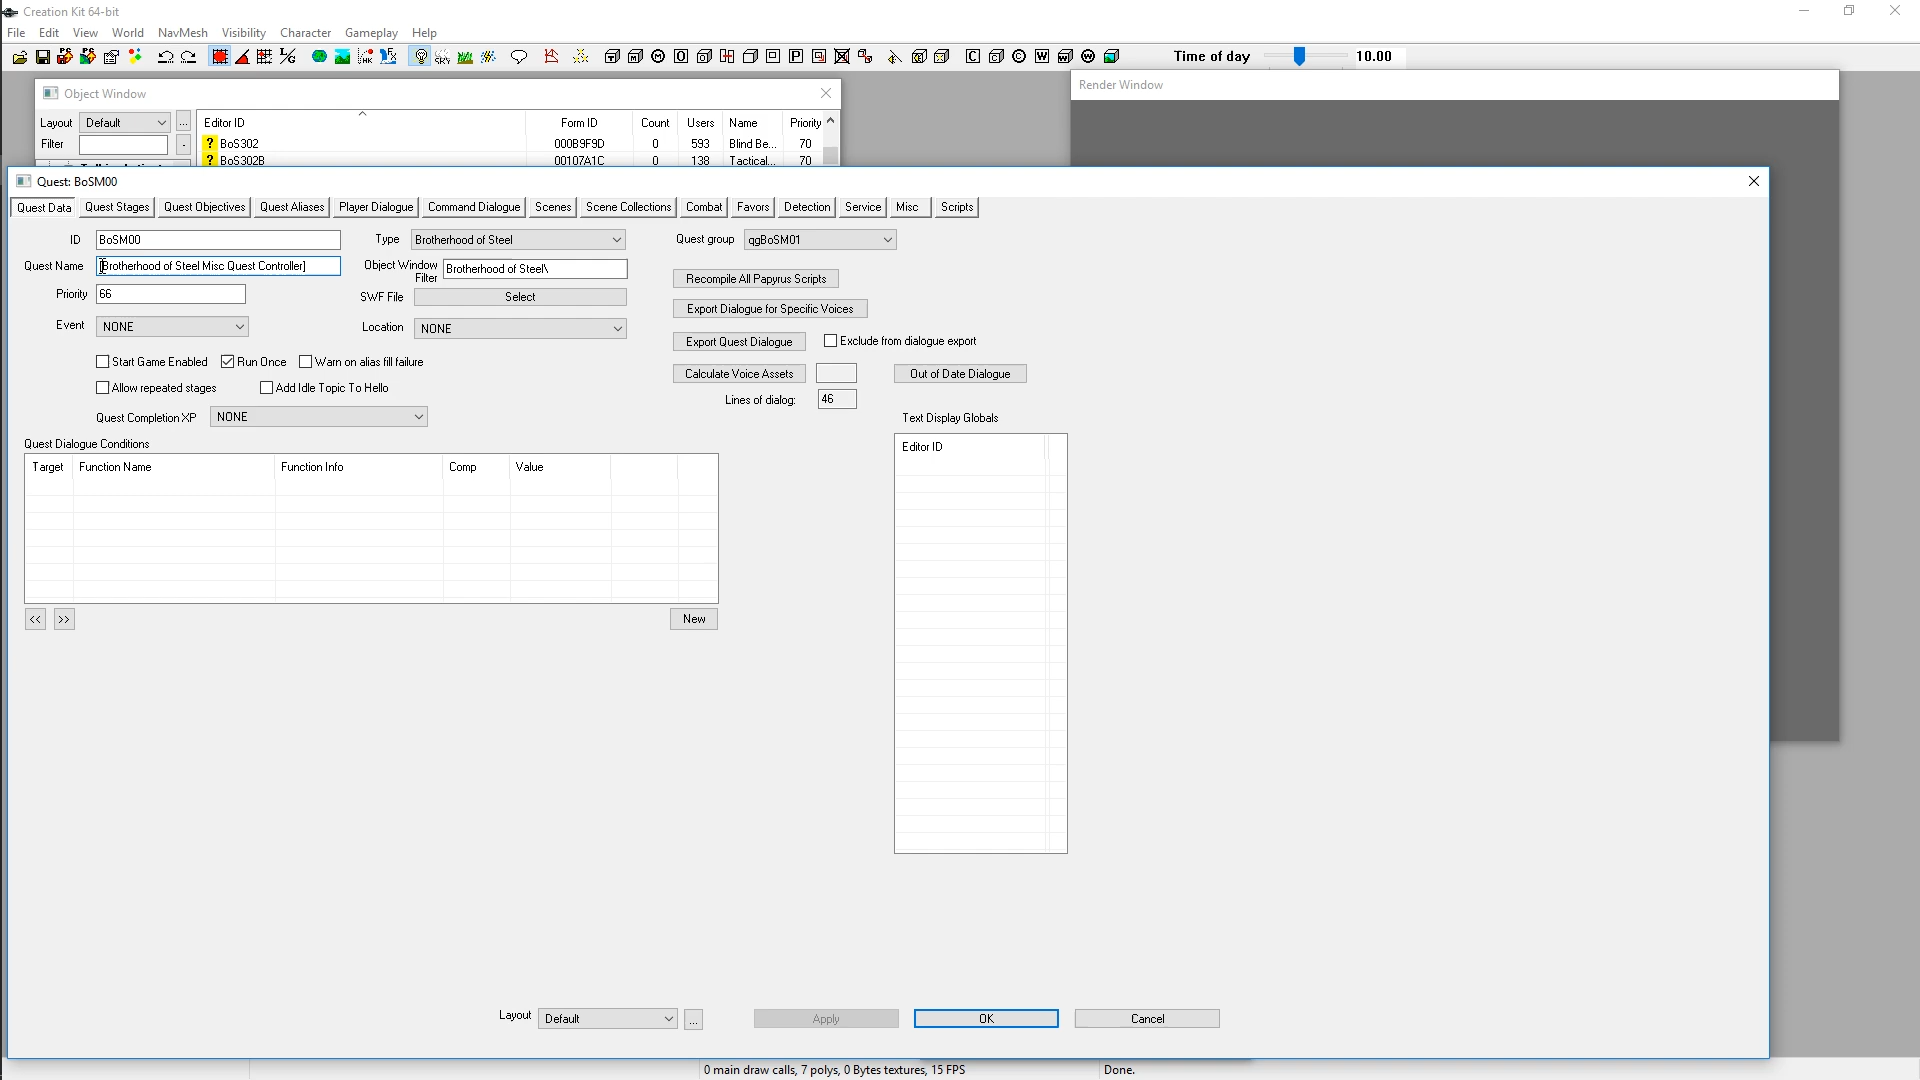 Creation Kit 64-bit
File Edit View World NavMesh Visibility Character Gameplay Help
Time of day 10.00
Object Window
Render Window
Layout Default ... Editor ID Form ID Count Users Name Priority
Filter - ? BoS302 000B9F9D 0 593 Blind Be... 70
? BoS302B 00107A1C 0 138 Tactical... 70
Quest: BoSM00
Quest Data Quest Stages Quest Objectives Quest Aliases Player Dialogue Command Dialogue Scenes Scene Collections Combat Favors Detection Service Misc Scripts
ID BoSM00 Type Brotherhood of Steel Quest group qgBoSM01
Quest Name [Brotherhood of Steel Misc Quest Controller] Object Window Filter Brotherhood of Steel\
Priority 66 SWF File Select
Event NONE Location NONE
Recompile All Papyrus Scripts
Export Dialogue for Specific Voices
Export Quest Dialogue Exclude from dialogue export
Start Game Enabled Run Once Warn on alias fill failure
Calculate Voice Assets Out of Date Dialogue
Allow repeated stages Add Idle Topic To Hello
Lines of dialog: 46
Quest Completion XP NONE Text Display Globals
Quest Dialogue Conditions
Editor ID
Target Function Name Function Info Comp Value
<< >> New
Layout Default ... Apply OK Cancel
0 main draw calls, 7 polys, 0 Bytes textures, 15 FPS Done.